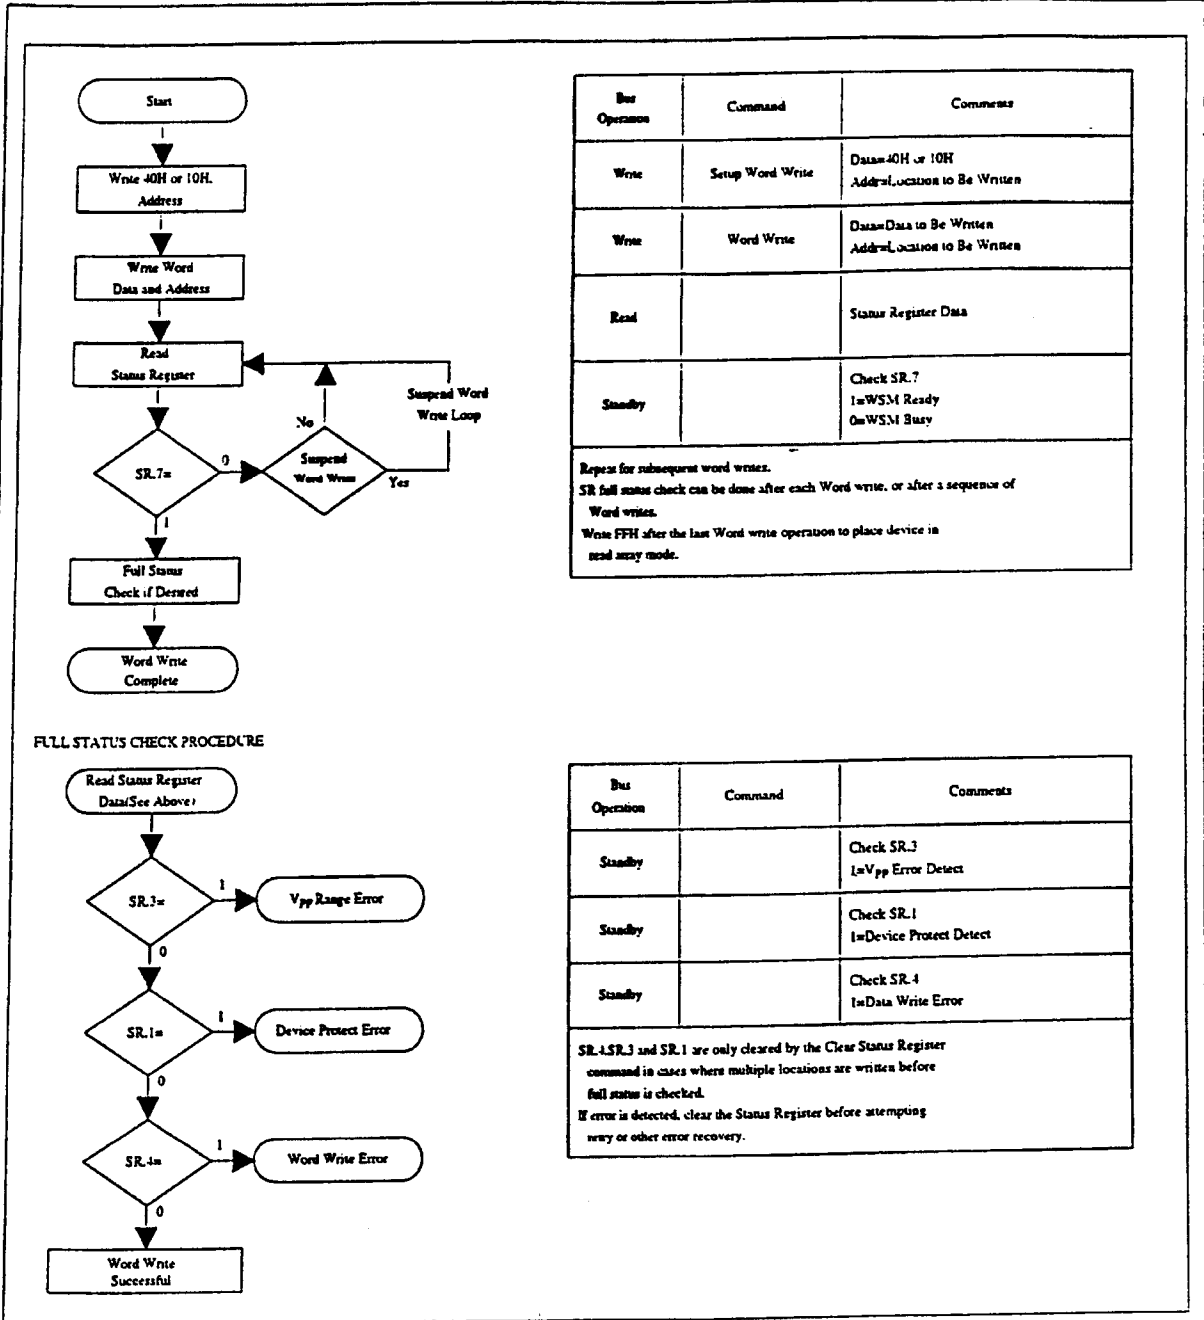 Start
Write 40H or 10H,
Address
Write Word
Data and Address
Read
Status Register
Suspend Word
Write Loop
No
Suspend
Word Write
Yes
SR.7=
0
1
Full Status
Check if Desired
Word Write
Complete
Bus
Operation
Command
Comments
Write
Setup Word Write
Data=40H or 10H
Addr=Location to Be Written
Write
Word Write
Data=Data to Be Written
Addr=Location to Be Written
Read
Status Register Data
Standby
Check SR.7
1=WSM Ready
0=WSM Busy
Repeat for subsequent word writes.
SR full status check can be done after each Word write, or after a sequence of
Word writes.
Write FFH after the last Word write operation to place device in
read array mode.
FULL STATUS CHECK PROCEDURE
Read Status Register
Data(See Above)
SR.3=
1
VPP Range Error
0
SR.1=
1
Device Protect Error
0
SR.4=
1
Word Write Error
0
Word Write
Successful
Bus
Operation
Command
Comments
Standby
Check SR.3
1=VPP Error Detect
Standby
Check SR.1
1=Device Protect Detect
Standby
Check SR.4
1=Data Write Error
SR.4,SR.3 and SR.1 are only cleared by the Clear Status Register
command in cases where multiple locations are written before
full status is checked.
If error is detected, clear the Status Register before attempting
retry or other error recovery.